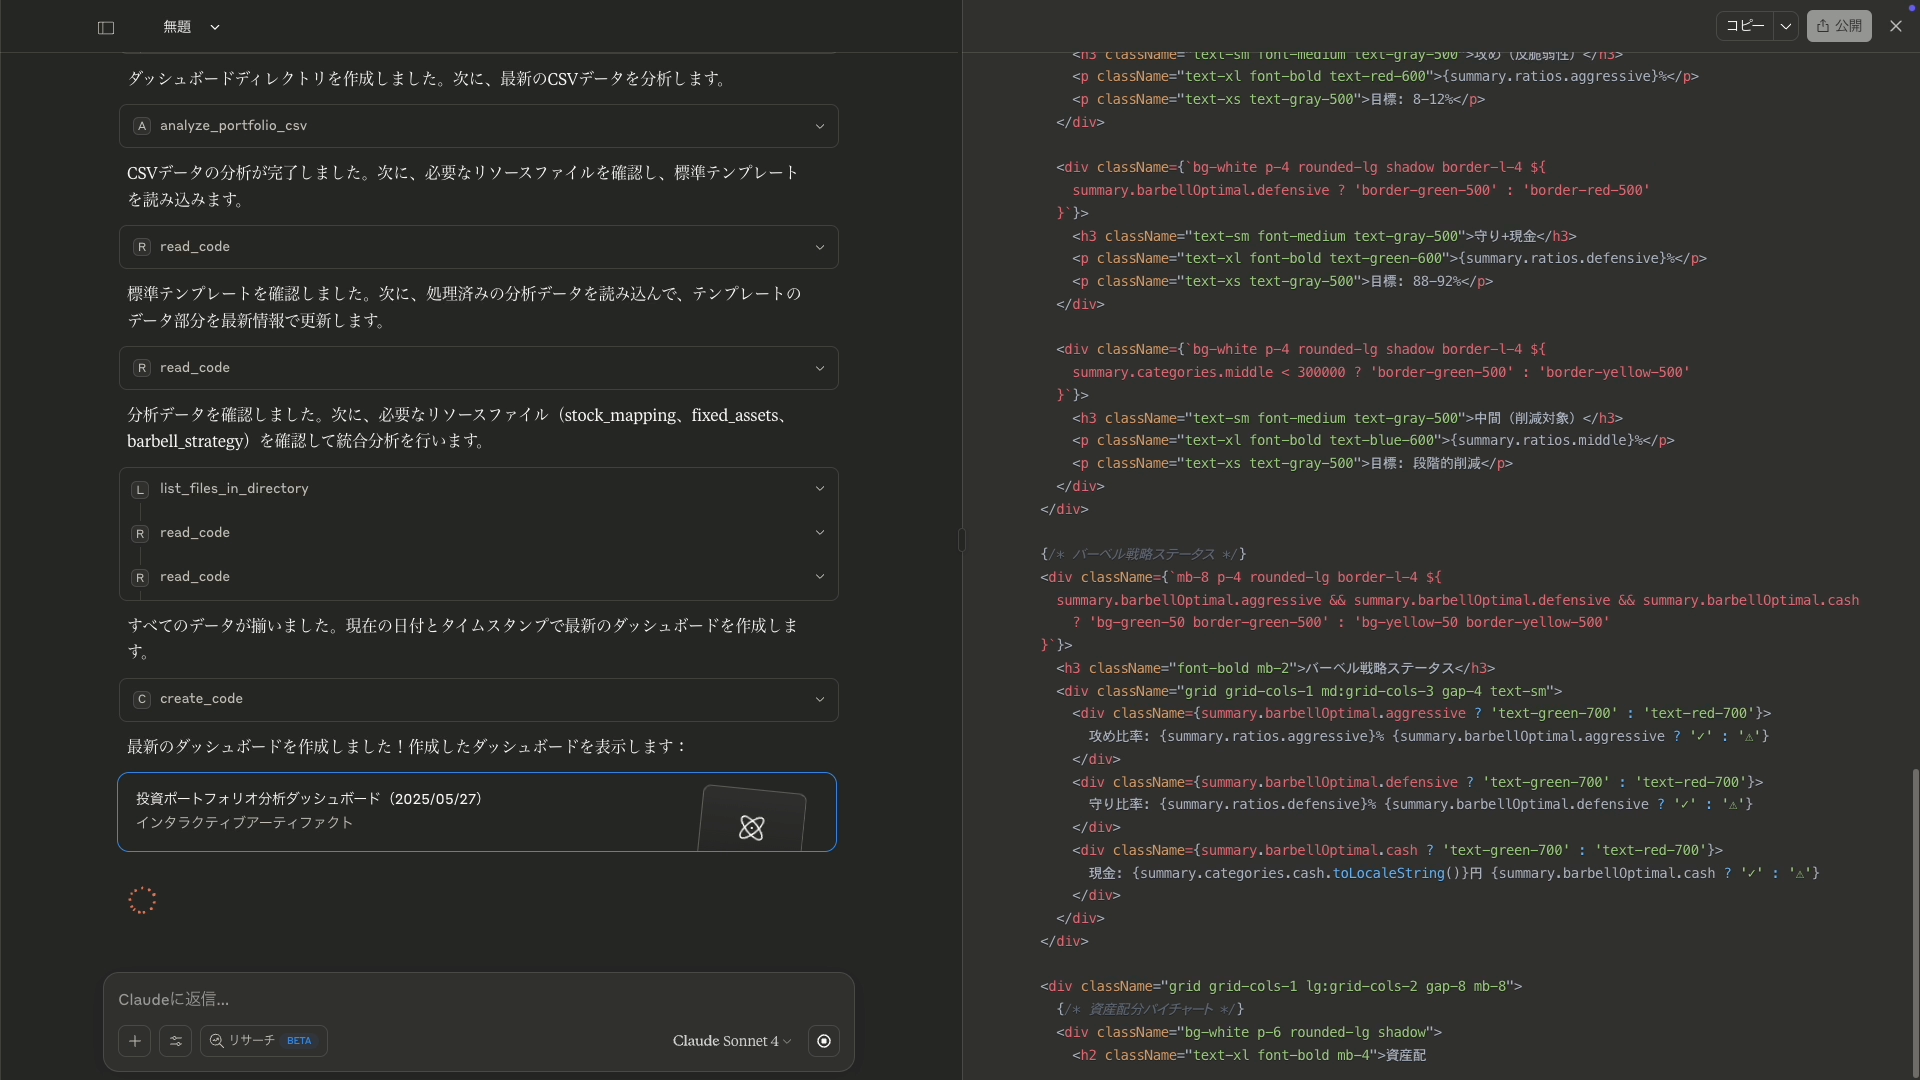 無題
ダッシュボードディレクトリを作成しました。次に、最新のCSVデータを分析します。
A analyze_portfolio_csv
CSVデータの分析が完了しました。次に、必要なリソースファイルを確認し、標準テンプレート
を読み込みます。
R read_code
標準テンプレートを確認しました。次に、処理済みの分析データを読み込んで、テンプレートの
データ部分を最新情報で更新します。
R read_code
分析データを確認しました。次に、必要なリソースファイル（stock_mapping、fixed_assets、
barbell_strategy）を確認して統合分析を行います。
L list_files_in_directory
R read_code
R read_code
すべてのデータが揃いました。現在の日付とタイムスタンプで最新のダッシュボードを作成しま
す。
C create_code
最新のダッシュボードを作成しました！作成したダッシュボードを表示します：
投資ポートフォリオ分析ダッシュボード（2025/05/27）
インタラクティブアーティファクト
Claudeに返信...
リサーチ BETA
Claude Sonnet 4
コピー
公開
<h3 className="text-sm font-medium text-gray-500">攻め（反脆弱性）</h3>
<p className="text-xl font-bold text-red-600">{summary.ratios.aggressive}%</p>
<p className="text-xs text-gray-500">目標: 8-12%</p>
</div>
<div className={`bg-white p-4 rounded-lg shadow border-l-4 ${
summary.barbellOptimal.defensive ? 'border-green-500' : 'border-red-500'
}`}>
<h3 className="text-sm font-medium text-gray-500">守り+現金</h3>
<p className="text-xl font-bold text-green-600">{summary.ratios.defensive}%</p>
<p className="text-xs text-gray-500">目標: 88-92%</p>
</div>
<div className={`bg-white p-4 rounded-lg shadow border-l-4 ${
summary.categories.middle < 300000 ? 'border-green-500' : 'border-yellow-500'
}`}>
<h3 className="text-sm font-medium text-gray-500">中間（削減対象）</h3>
<p className="text-xl font-bold text-blue-600">{summary.ratios.middle}%</p>
<p className="text-xs text-gray-500">目標: 段階的削減</p>
</div>
</div>
{/* バーベル戦略ステータス */}
<div className={`mb-8 p-4 rounded-lg border-l-4 ${
summary.barbellOptimal.aggressive && summary.barbellOptimal.defensive && summary.barbellOptimal.cash
? 'bg-green-50 border-green-500' : 'bg-yellow-50 border-yellow-500'
}`}>
<h3 className="font-bold mb-2">バーベル戦略ステータス</h3>
<div className="grid grid-cols-1 md:grid-cols-3 gap-4 text-sm">
<div className={summary.barbellOptimal.aggressive ? 'text-green-700' : 'text-red-700'}>
攻め比率: {summary.ratios.aggressive}% {summary.barbellOptimal.aggressive ? '✓' : '⚠'}
</div>
<div className={summary.barbellOptimal.defensive ? 'text-green-700' : 'text-red-700'}>
守り比率: {summary.ratios.defensive}% {summary.barbellOptimal.defensive ? '✓' : '⚠'}
</div>
<div className={summary.barbellOptimal.cash ? 'text-green-700' : 'text-red-700'}>
現金: {summary.categories.cash.toLocaleString()}円 {summary.barbellOptimal.cash ? '✓' : '⚠'}
</div>
</div>
</div>
<div className="grid grid-cols-1 lg:grid-cols-2 gap-8 mb-8">
{/* 資産配分パイチャート */}
<div className="bg-white p-6 rounded-lg shadow">
<h2 className="text-xl font-bold mb-4">資産配